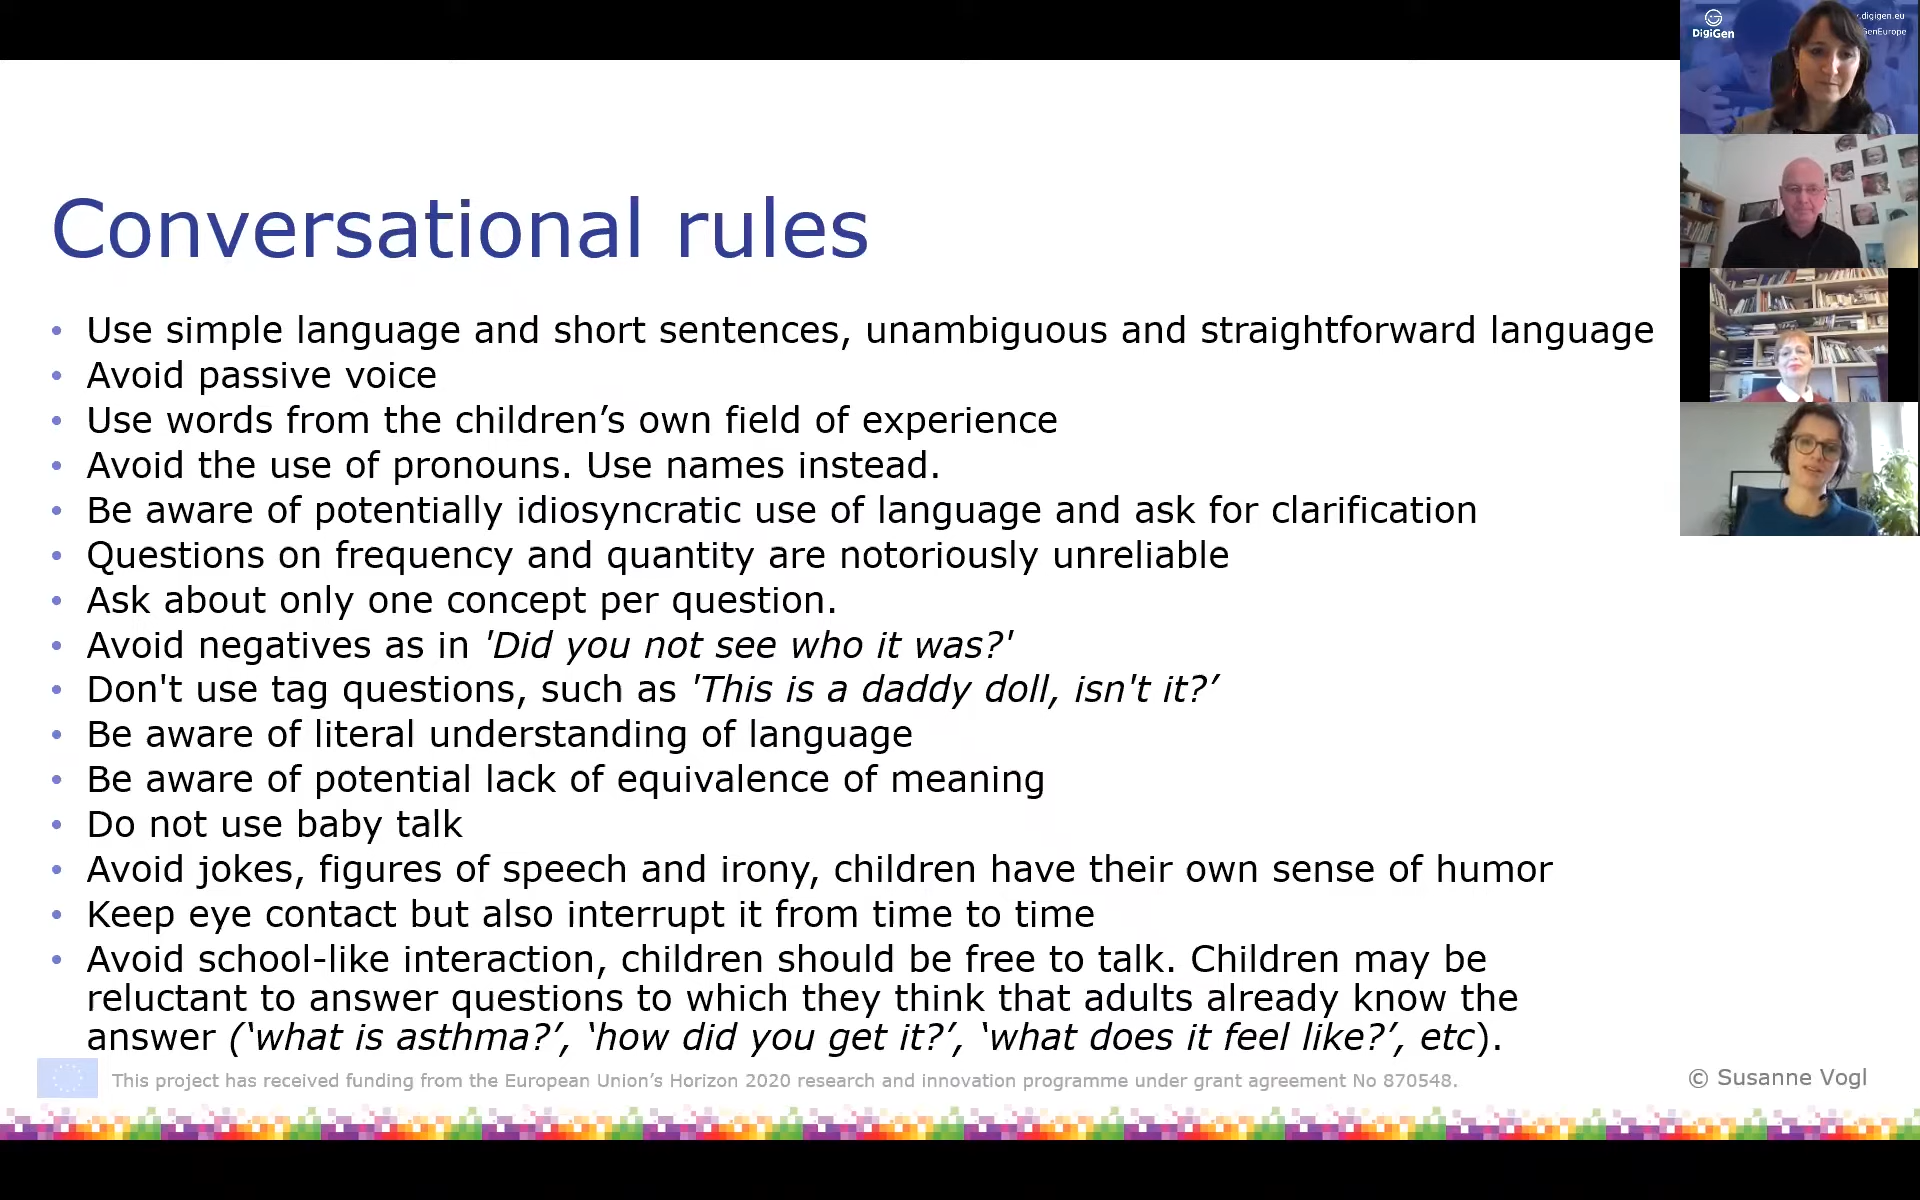 Conversational rules
• Use simple language and short sentences, unambiguous and straightforward language
• Avoid passive voice
• Use words from the children’s own field of experience
• Avoid the use of pronouns. Use names instead.
• Be aware of potentially idiosyncratic use of language and ask for clarification
• Questions on frequency and quantity are notoriously unreliable
• Ask about only one concept per question.
• Avoid negatives as in 'Did you not see who it was?'
• Don't use tag questions, such as 'This is a daddy doll, isn't it?’
• Be aware of literal understanding of language
• Be aware of potential lack of equivalence of meaning
• Do not use baby talk
• Avoid jokes, figures of speech and irony, children have their own sense of humor
• Keep eye contact but also interrupt it from time to time
• Avoid school-like interaction, children should be free to talk. Children may be
reluctant to answer questions to which they think that adults already know the
answer (‘what is asthma?’, ‘how did you get it?’, ‘what does it feel like?’, etc).
This project has received funding from the European Union’s Horizon 2020 research and innovation programme under grant agreement No 870548.
© Susanne Vogl
DigiGen
.digigen.eu
GenEurope